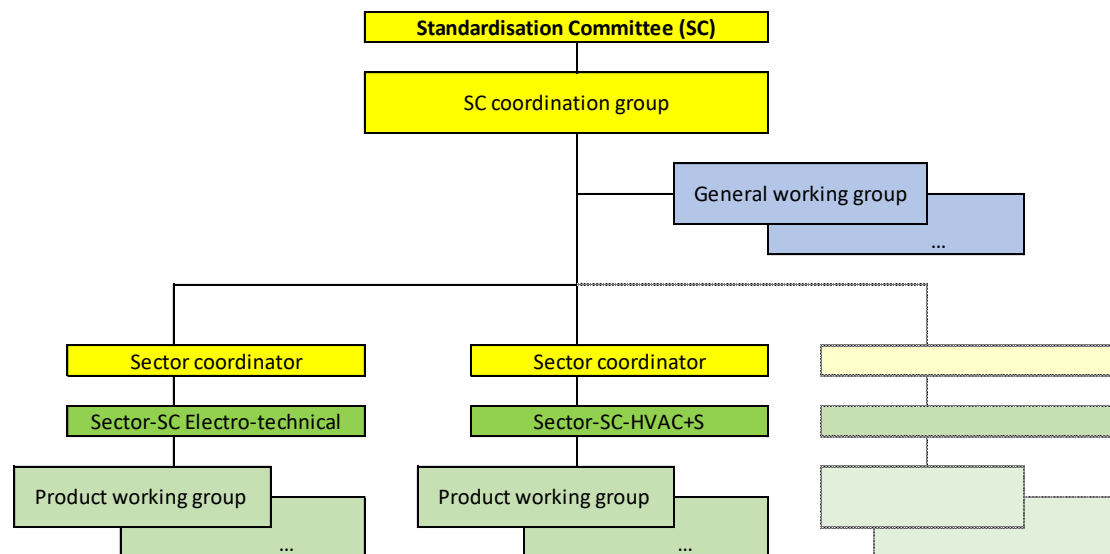 Standardisation Committee (SC)
SC coordination group
General working group
...
Sector coordinator
Sector coordinator
Sector-SC Electro-technical
Sector-SC-HVAC+S
Product working group
Product working group
...
...